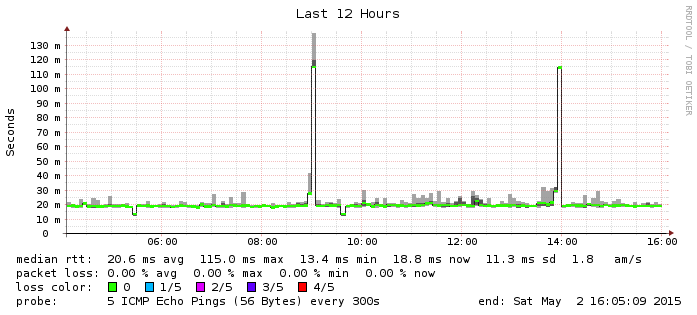 Last 12 Hours
RRDTOOL / TOBI OETIKER
Seconds
130 m
120 m
110 m
100 m
90 m
80 m
70 m
60 m
50 m
40 m
30 m
20 m
10 m
0
06:00 08:00 10:00 12:00 14:00 16:00
median rtt: 20.6 ms avg 115.0 ms max 13.4 ms min 18.8 ms now 11.3 ms sd 1.8 am/s
packet loss: 0.00 % avg 0.00 % max 0.00 % min 0.00 % now
loss color: 0 1/5 2/5 3/5 4/5
probe: 5 ICMP Echo Pings (56 Bytes) every 300s end: Sat May 2 16:05:09 2015